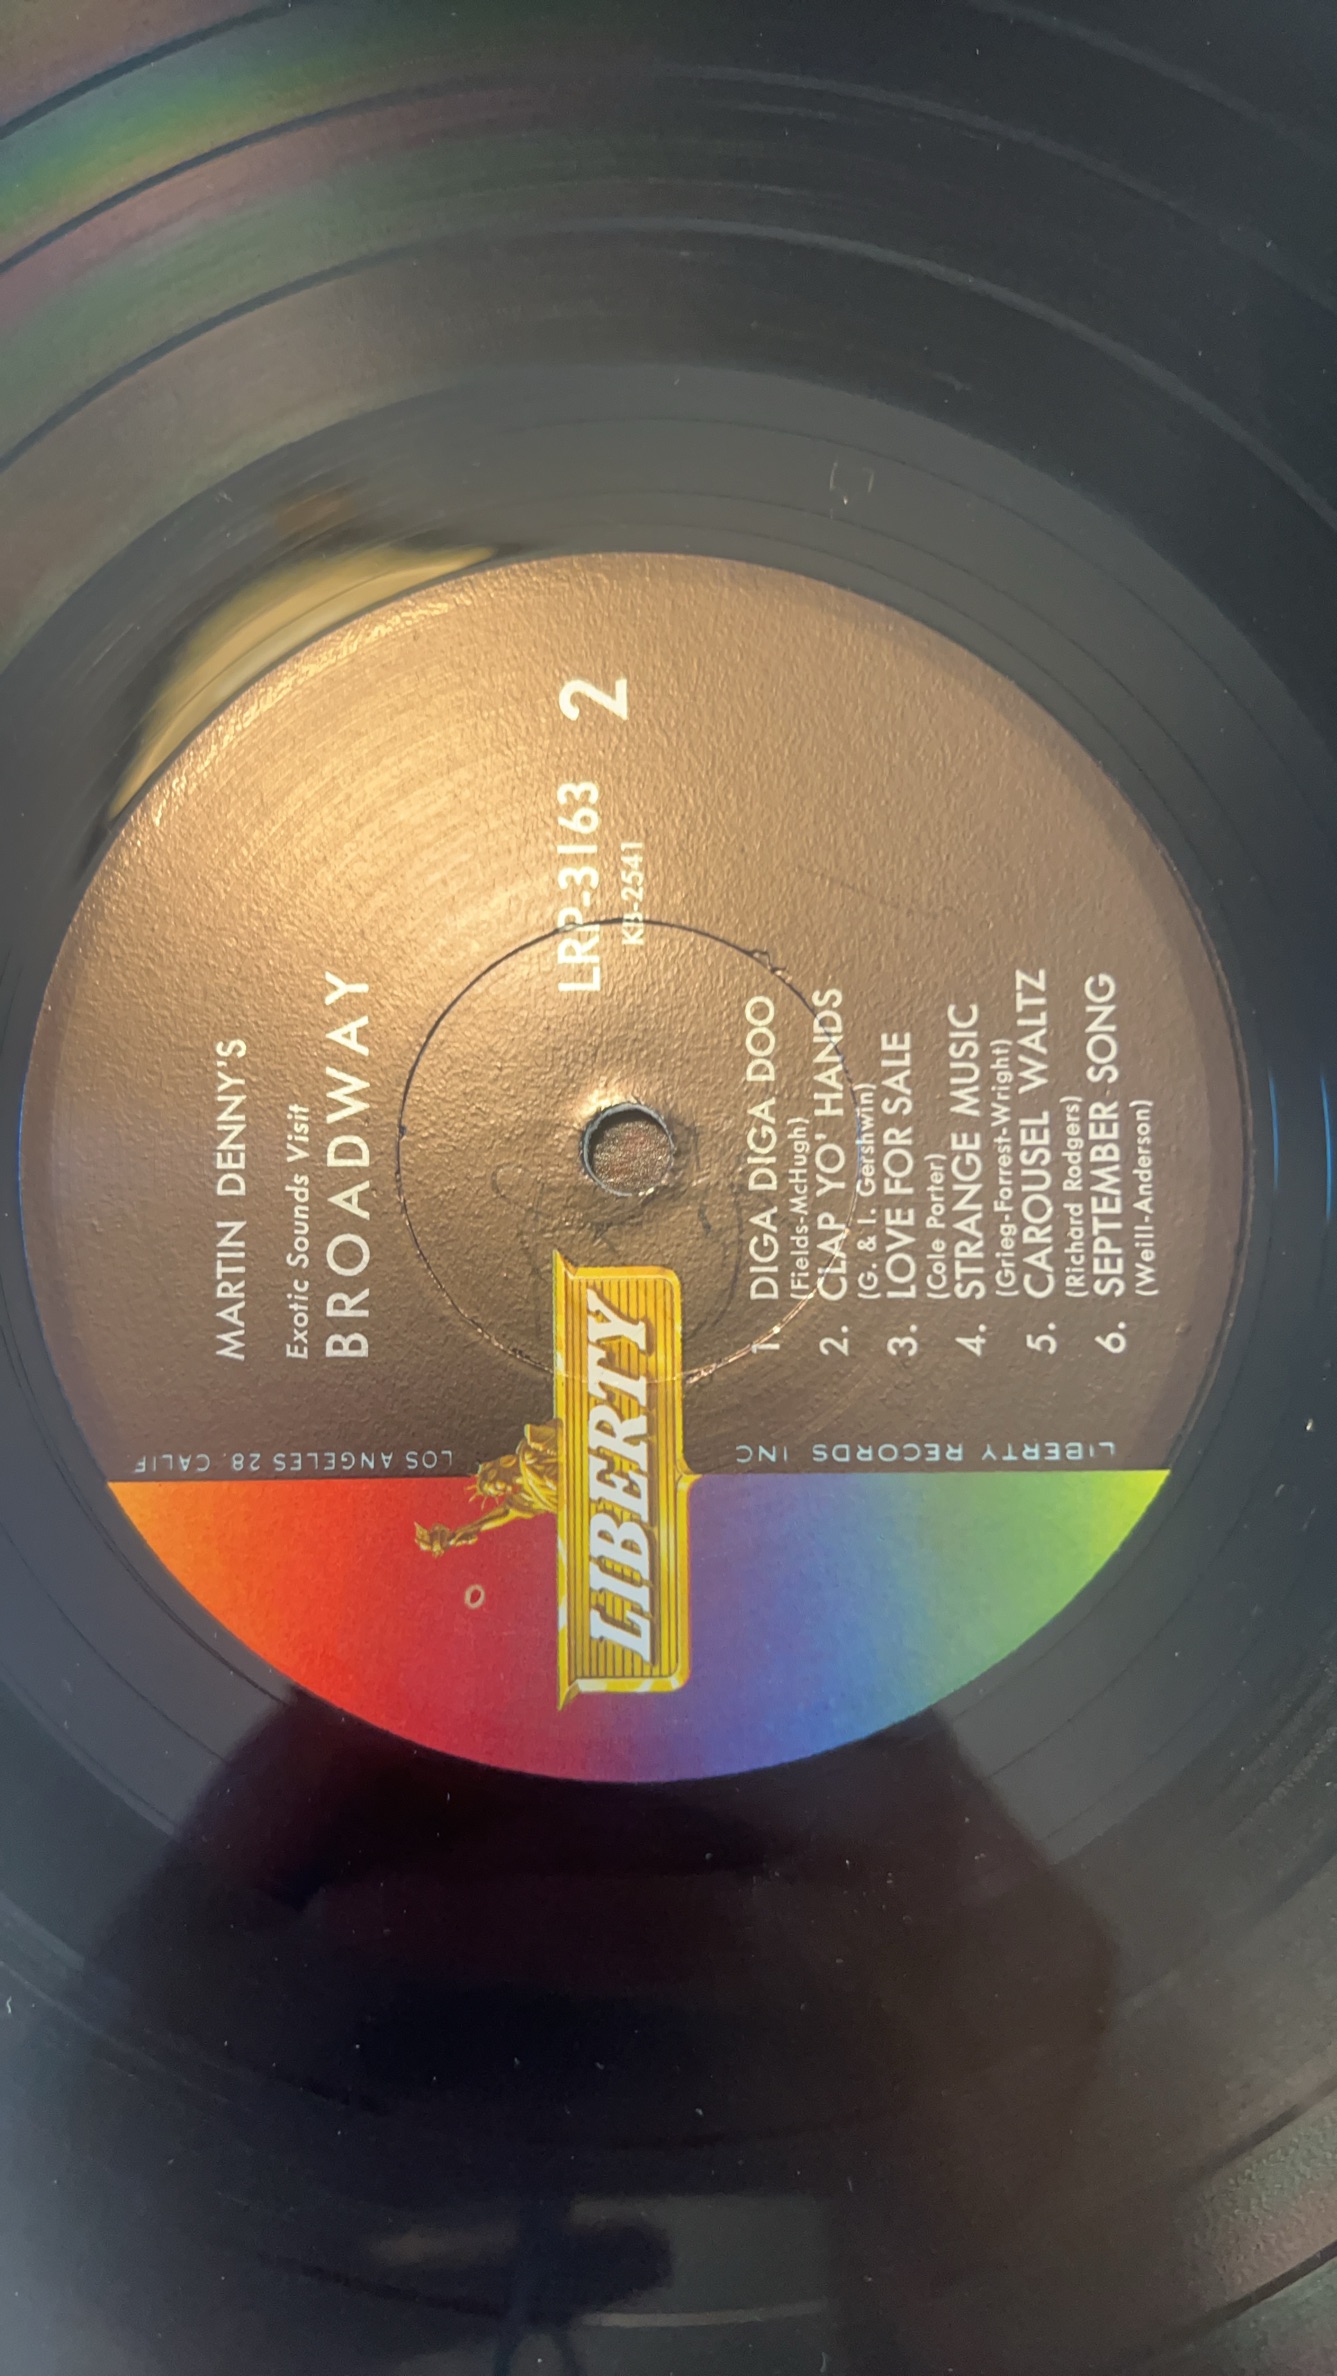 MARTIN DENNY'S
Exotic Sounds Visit
BROADWAY
LIBERTY
LRP-3163 2
KB-2541
1. DIGA DIGA DOO
(Fields-McHugh)
2. CLAP YO' HANDS
(G. & I. Gershwin)
3. LOVE FOR SALE
(Cole Porter)
4. STRANGE MUSIC
(Grieg-Forrest-Wright)
5. CAROUSEL WALTZ
(Richard Rodgers)
6. SEPTEMBER SONG
(Weill-Anderson)
LIBERTY RECORDS INC
LOS ANGELES 28, CALIF